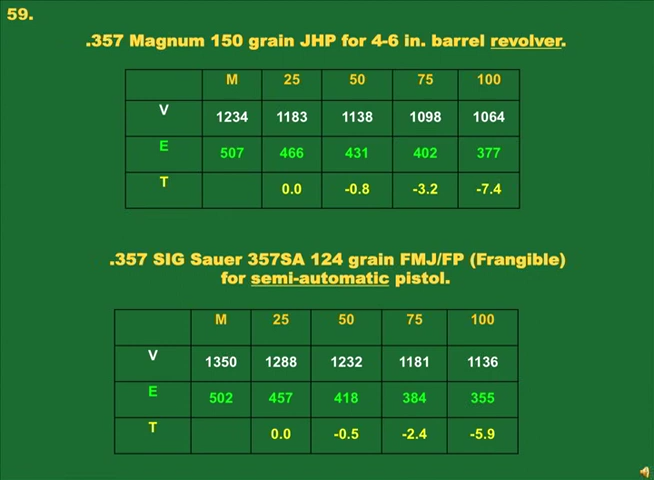 59.
.357 Magnum 150 grain JHP for 4-6 in. barrel revolver.
M 25 50 75 100
V 1234 1183 1138 1098 1064
E 507 466 431 402 377
T 0.0 -0.8 -3.2 -7.4
.357 SIG Sauer 357SA 124 grain FMJ/FP (Frangible)
for semi-automatic pistol.
M 25 50 75 100
V 1350 1288 1232 1181 1136
E 502 457 418 384 355
T 0.0 -0.5 -2.4 -5.9